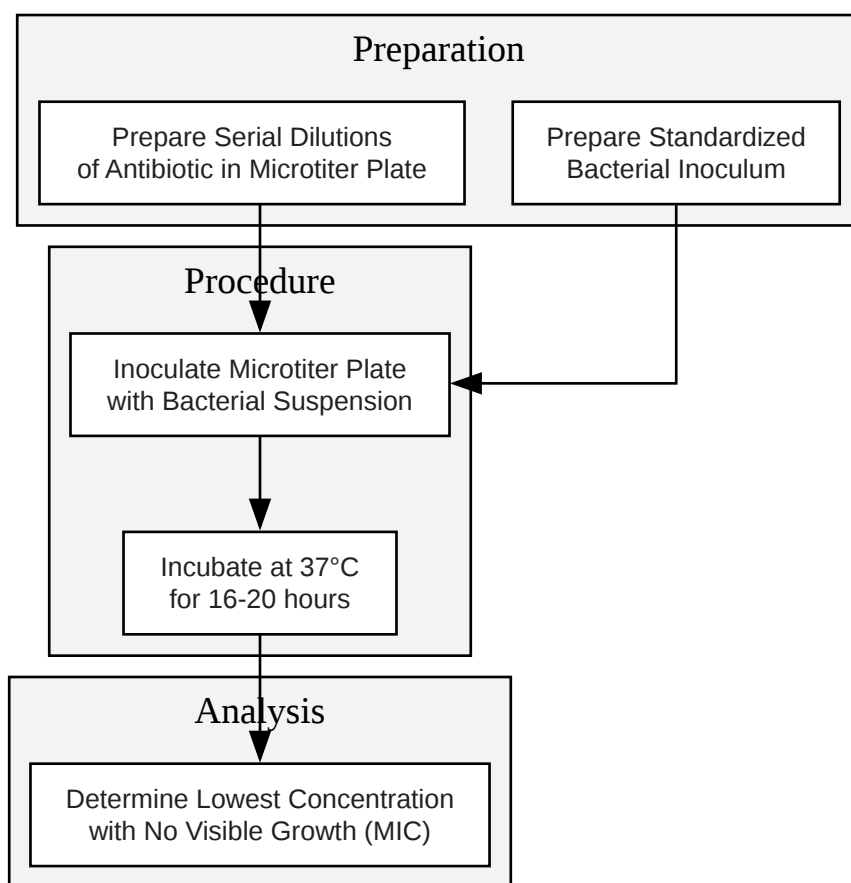 Preparation
Prepare Serial Dilutions
of Antibiotic in Microtiter Plate
Prepare Standardized
Bacterial Inoculum
Procedure
Inoculate Microtiter Plate
with Bacterial Suspension
Incubate at 37°C
for 16-20 hours
Analysis
Determine Lowest Concentration
with No Visible Growth (MIC)